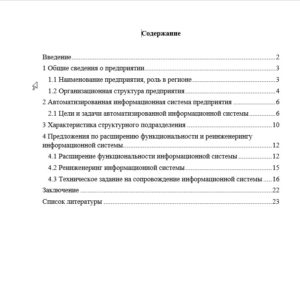 Содержание
Введение 2
1 Общие сведения о предприятии 3
1.1 Наименование предприятия, роль в регионе 3
1.2 Организационная структура предприятия 4
2 Автоматизированная информационная система предприятия 6
2.1 Цели и задачи автоматизированной информационной системы 6
3 Характеристика структурного подразделения 10
4 Предложения по расширению функциональности и реинжинерингу
информационной системы 12
4.1 Расширение функциональности информационной системы 12
4.2 Реинженеринг информационной системы 15
4.3 Техническое задание на сопровождение информационной системы 16
Заключение 22
Список литературы 23